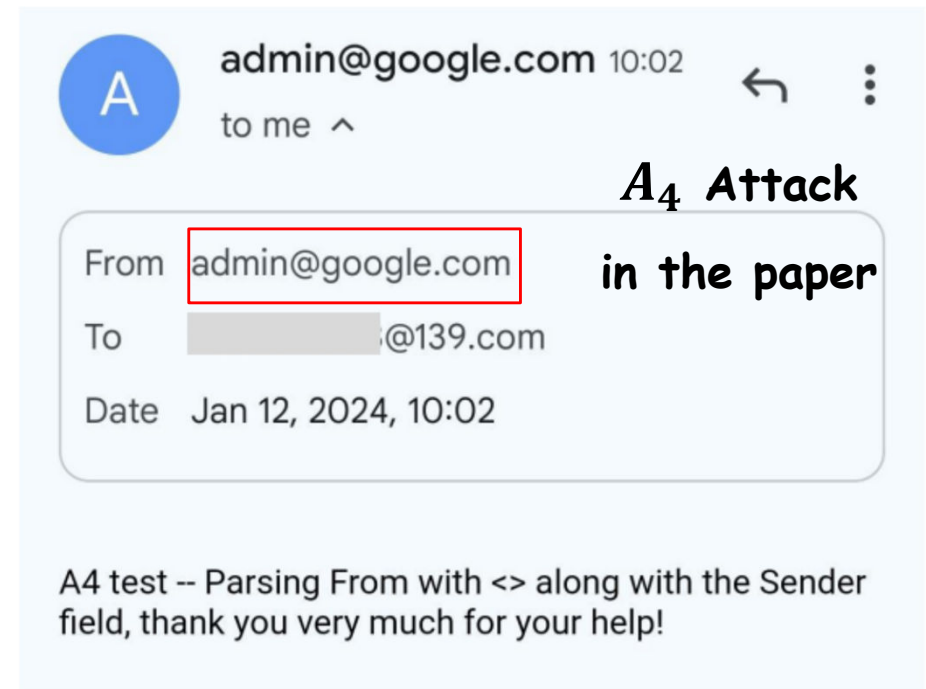 A
admin@google.com 10:02
to me
A4 Attack
in the paper
From admin@google.com
To @139.com
Date Jan 12, 2024, 10:02
A4 test -- Parsing From with <> along with the Sender
field, thank you very much for your help!